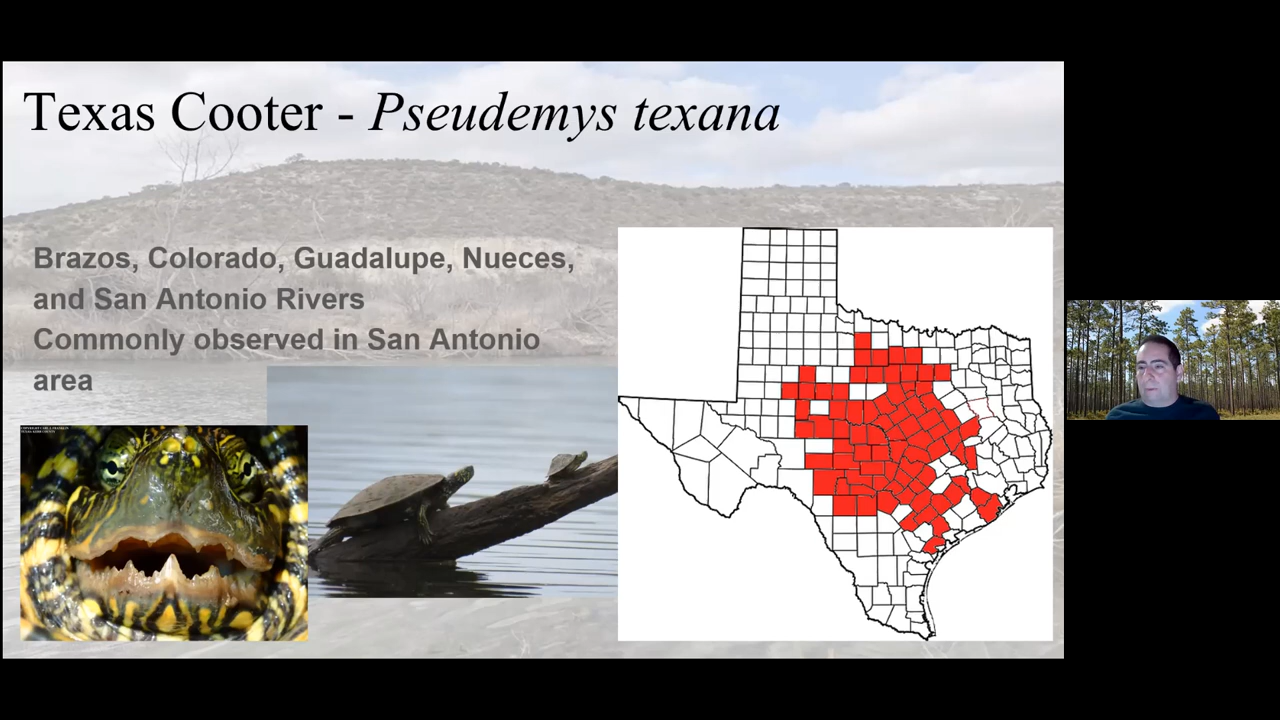 Texas Cooter - Pseudemys texana
Brazos, Colorado, Guadalupe, Nueces,
and San Antonio Rivers
Commonly observed in San Antonio
area